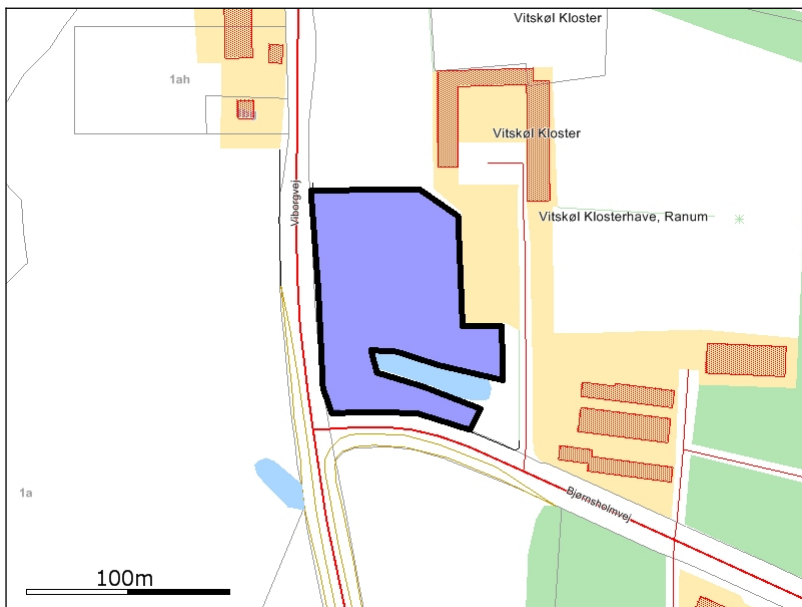 Vitskøl Kloster
1ah
Vitskøl Kloster
Viborgvej
Vitskøl Klosterhave, Ranum
1a
Bjørnsholmvej
100m